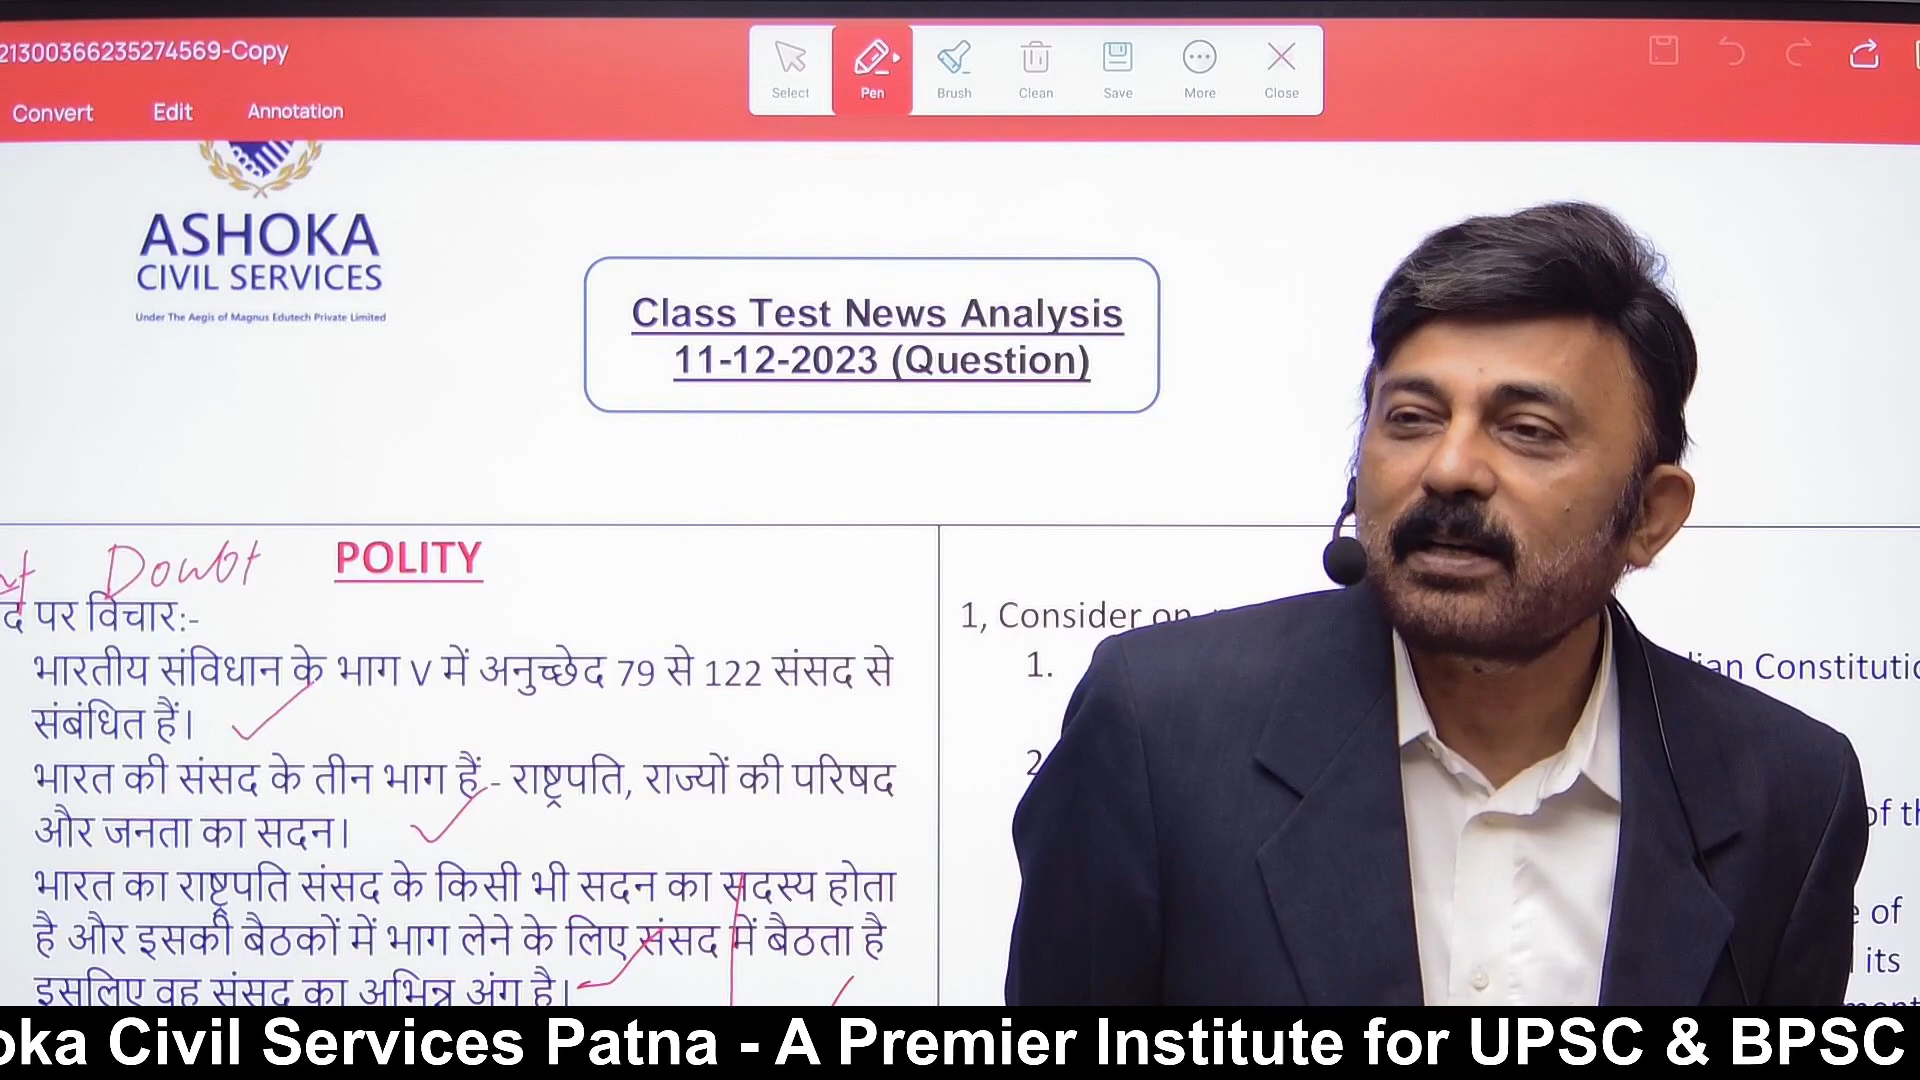 21300366235274569-Copy
Convert Edit Annotation
Select Pen Brush Clean Save More Close
ASHOKA
CIVIL SERVICES
Under The Aegis of Magnus Edutech Private Limited
Class Test News Analysis
11-12-2023 (Question)
Doubt POLITY
पर विचार:-
भारतीय संविधान के भाग V में अनुच्छेद 79 से 122 संसद से
संबंधित हैं।
भारत की संसद के तीन भाग हैं - राष्ट्रपति, राज्यों की परिषद
और जनता का सदन।
भारत का राष्ट्रपति संसद के किसी भी सदन का सदस्य होता
है और इसकी बैठकों में भाग लेने के लिए संसद में बैठता है
इसलिए वह संसद का अभिन्न अंग है।
1, Consider on
1.
2
of
its
oka Civil Services Patna - A Premier Institute for UPSC & BPSC